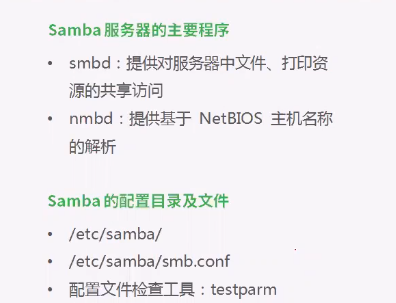 Samba 服务器的主要程序
• smbd：提供对服务器中文件、打印资
源的共享访问
• nmbd：提供基于 NetBIOS 主机名称
的解析
Samba 的配置目录及文件
• /etc/samba/
• /etc/samba/smb.conf
• 配置文件检查工具：testparm